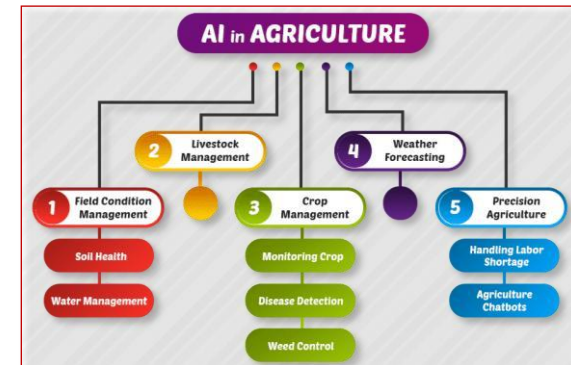 AI in AGRICULTURE
2
Livestock
Management
4
Weather
Forecasting
1
Field Condition
Management
3
Crop
Management
5
Precision
Agriculture
Soil Health
Water Management
Monitoring Crop
Disease Detection
Weed Control
Handling Labor
Shortage
Agriculture
Chatbots